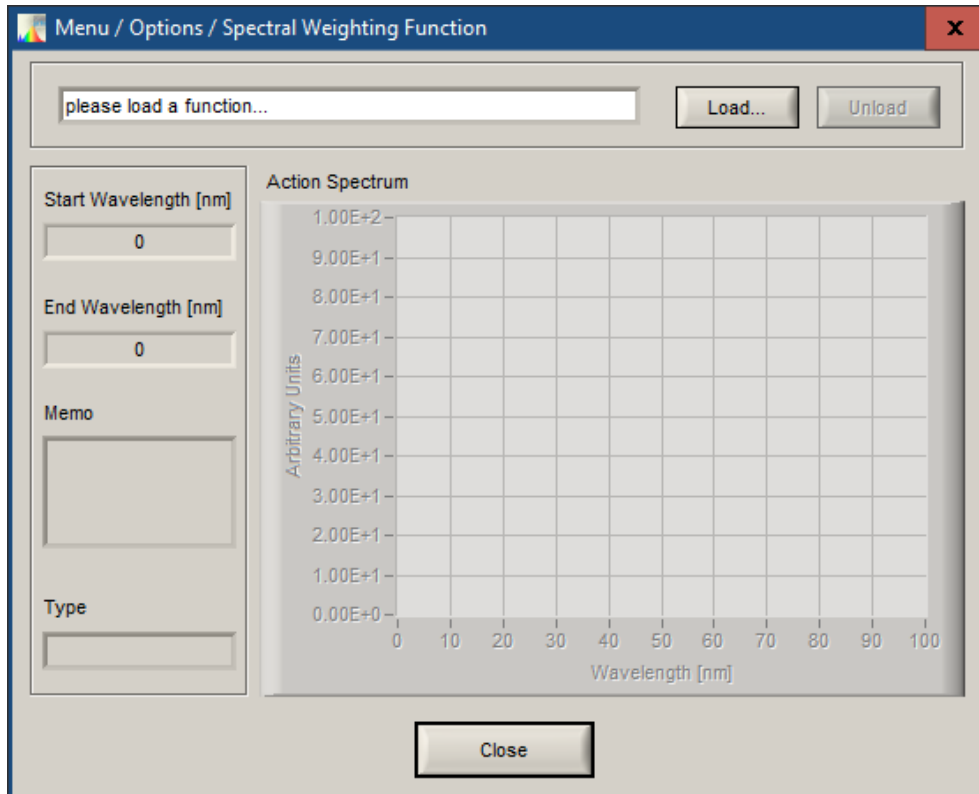 Menu / Options / Spectral Weighting Function
X
please load a function...
Load...
Unload
Start Wavelength [nm]
0
End Wavelength [nm]
0
Memo
Type
Action Spectrum
1.00E+2
9.00E+1
8.00E+1
7.00E+1
6.00E+1
5.00E+1
4.00E+1
3.00E+1
2.00E+1
1.00E+1
0.00E+0
Arbitrary Units
0 10 20 30 40 50 60 70 80 90 100
Wavelength [nm]
Close